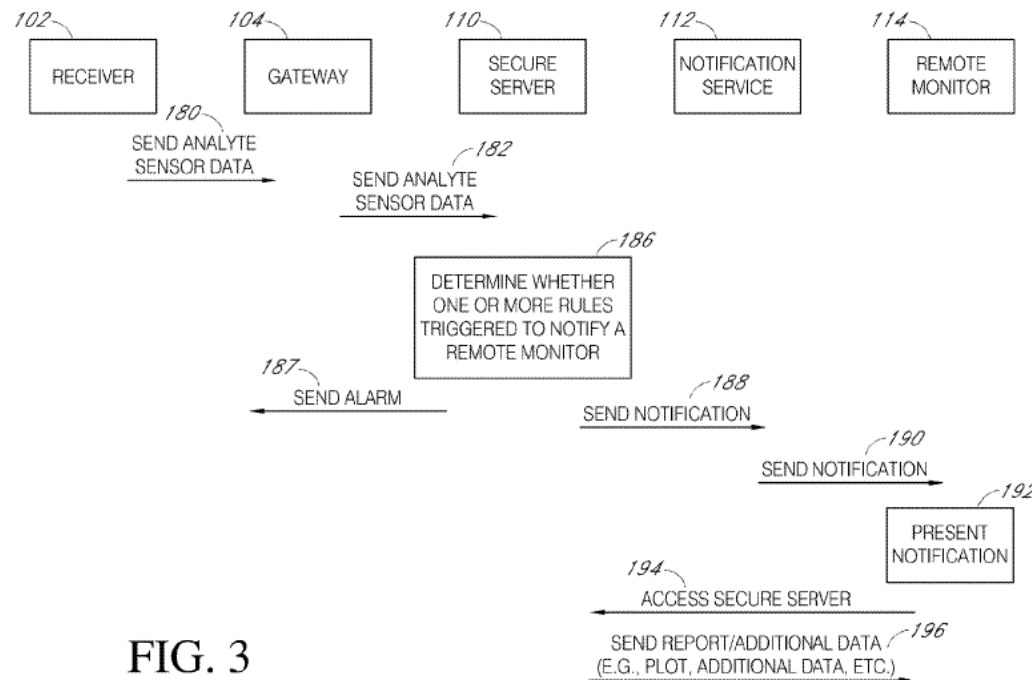 102
104
110
112
114
RECEIVER
GATEWAY
SECURE
SERVER
NOTIFICATION
SERVICE
REMOTE
MONITOR
180
SEND ANALYTE
SENSOR DATA
182
SEND ANALYTE
SENSOR DATA
186
DETERMINE WHETHER
ONE OR MORE RULES
TRIGGERED TO NOTIFY A
REMOTE MONITOR
187
SEND ALARM
188
SEND NOTIFICATION
190
SEND NOTIFICATION
192
PRESENT
NOTIFICATION
194
ACCESS SECURE SERVER
196
SEND REPORT/ADDITIONAL DATA
(E.G., PLOT, ADDITIONAL DATA, ETC.)
FIG. 3